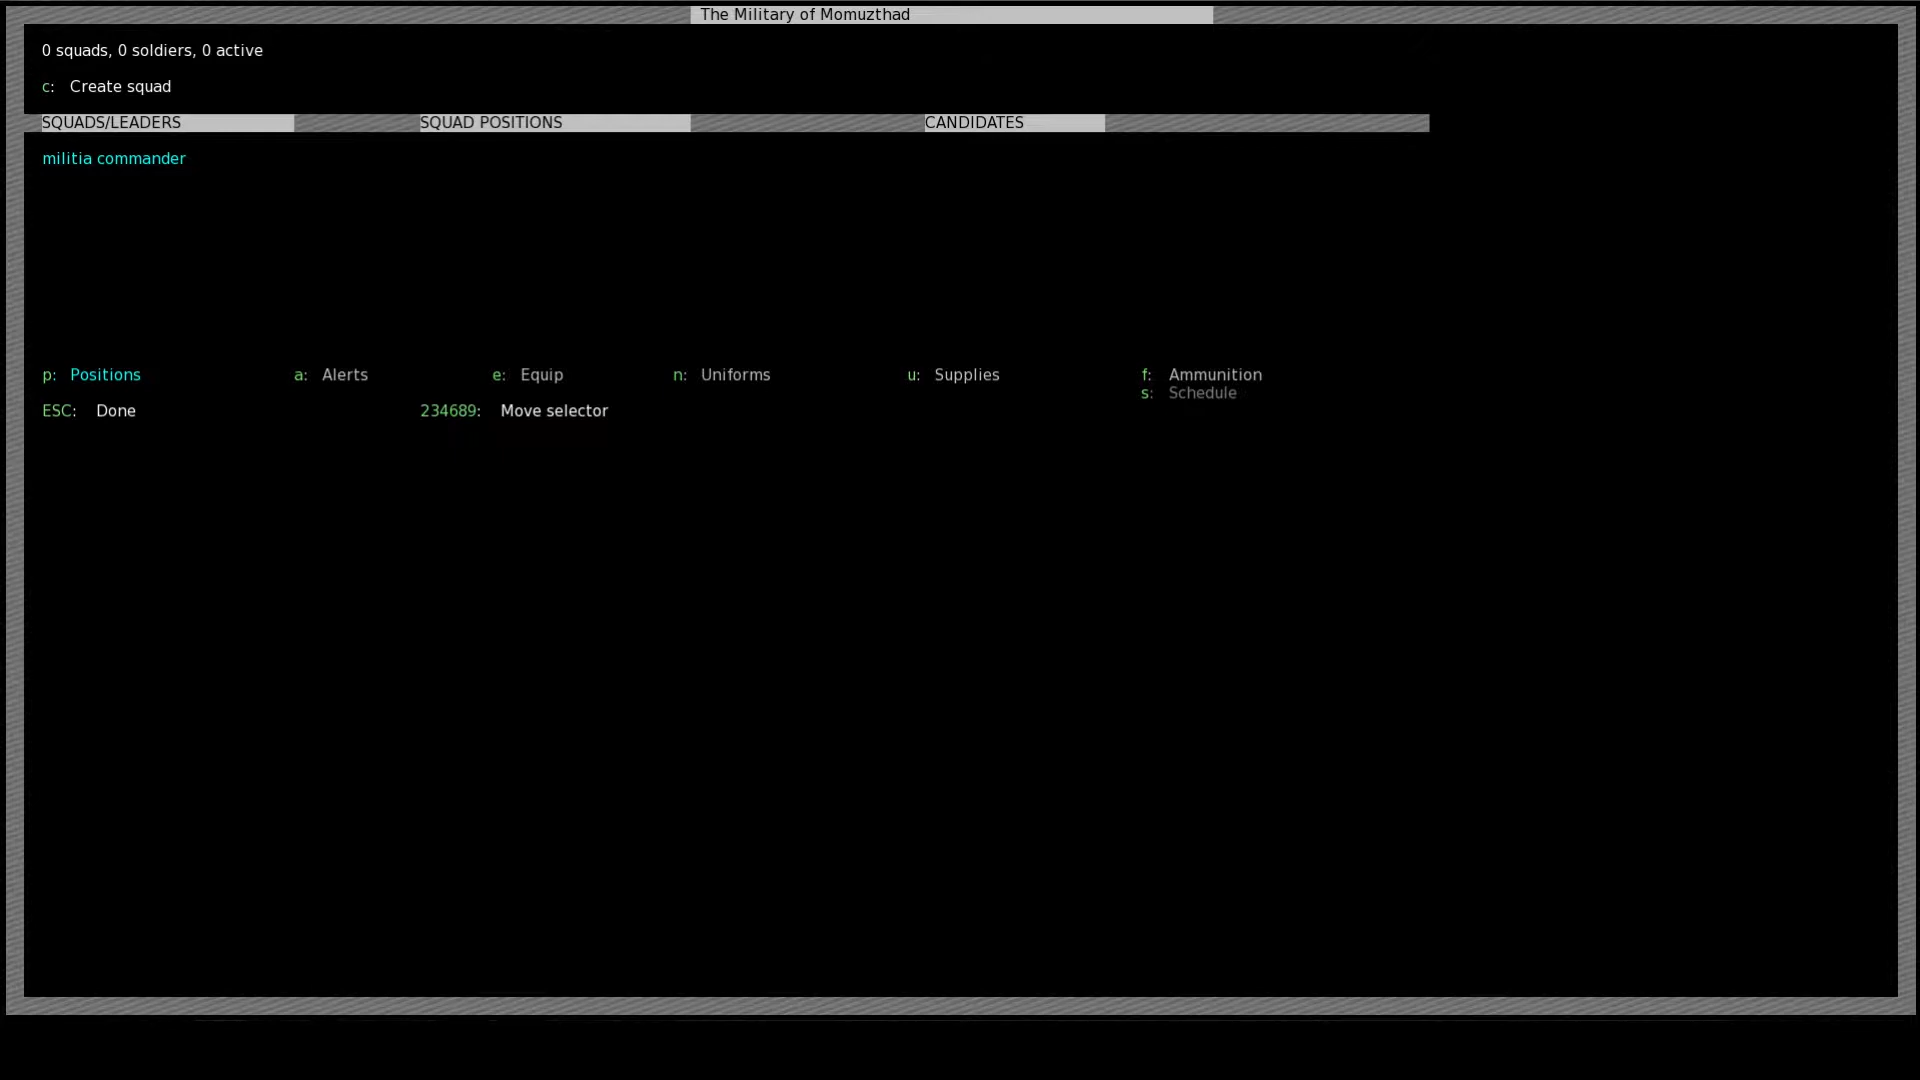 The Military of Momuzthad
0 squads, 0 soldiers, 0 active
c: Create squad
SQUADS/LEADERS SQUAD POSITIONS CANDIDATES
militia commander
p: Positions a: Alerts e: Equip n: Uniforms u: Supplies f: Ammunition
s: Schedule
ESC: Done 234689: Move selector